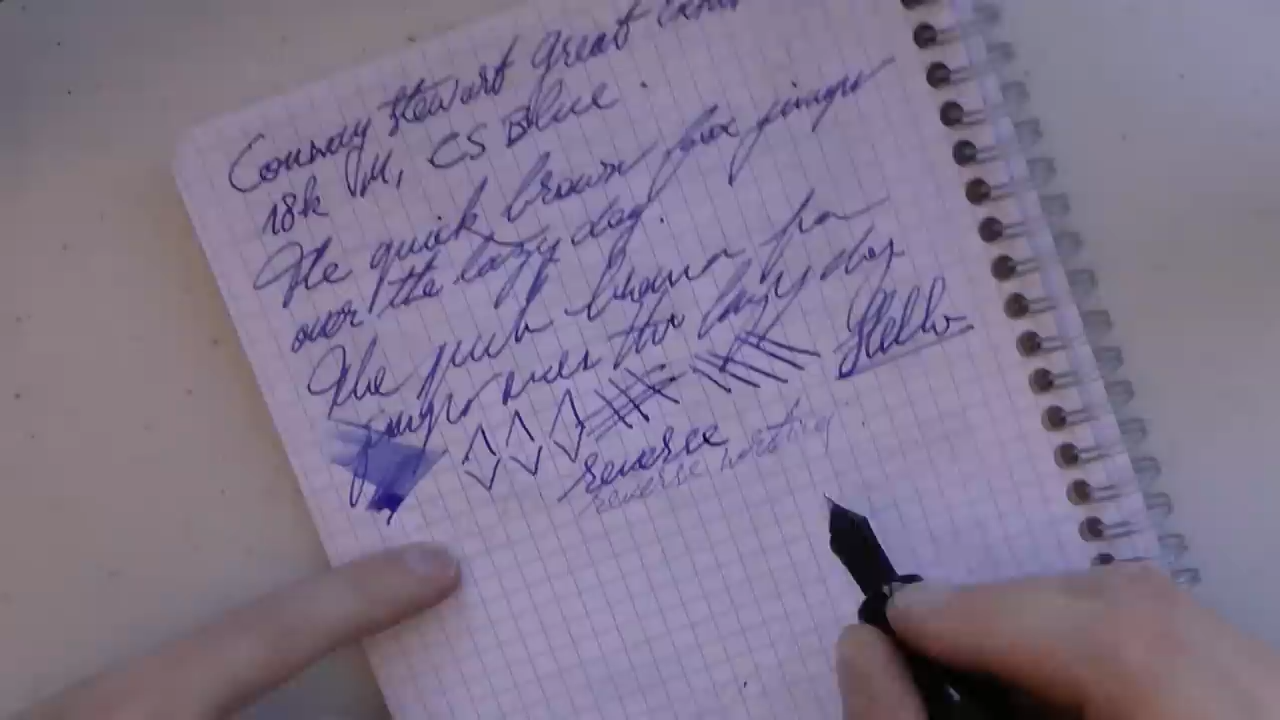 Conway Stewart Great
18k M, CS Blue.
The quick brown fox jumps
over the lazy dog.
The quick brown fox
jumps over the lazy dog
Hello
reverse
reverse writing